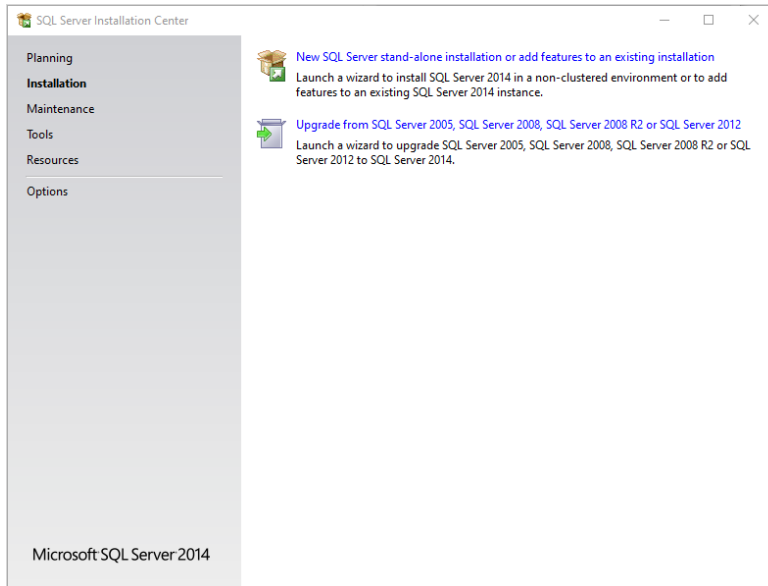 SQL Server Installation Center
Planning
Installation
Maintenance
Tools
Resources
Options
New SQL Server stand-alone installation or add features to an existing installation
Launch a wizard to install SQL Server 2014 in a non-clustered environment or to add
features to an existing SQL Server 2014 instance.
Upgrade from SQL Server 2005, SQL Server 2008, SQL Server 2008 R2 or SQL Server 2012
Launch a wizard to upgrade SQL Server 2005, SQL Server 2008, SQL Server 2008 R2 or SQL
Server 2012 to SQL Server 2014.
Microsoft SQL Server 2014